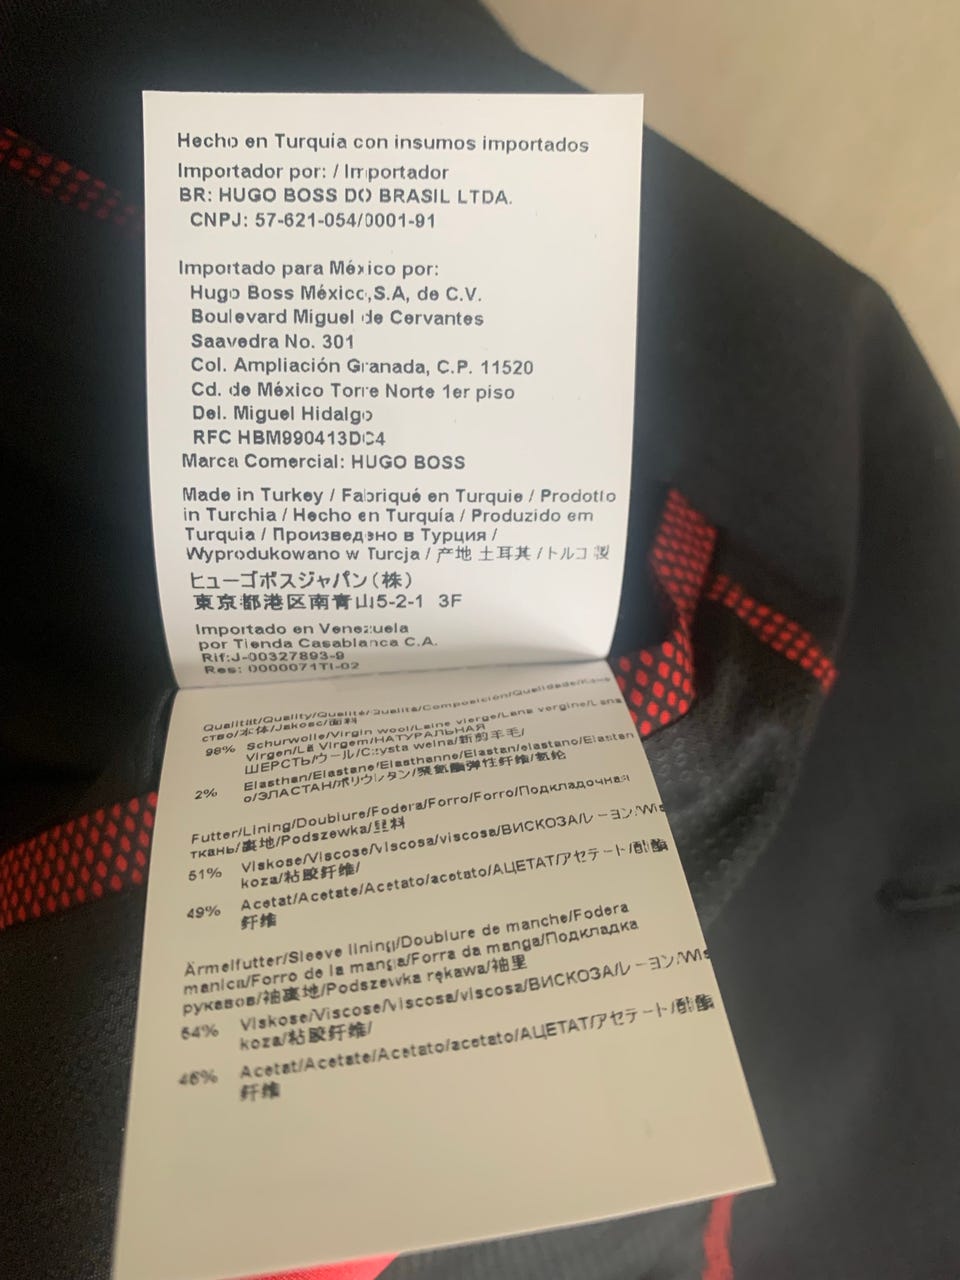 Hecho en Turquía con insumos importados
Importador por: / Importador
BR: HUGO BOSS DO BRASIL LTDA.
CNPJ: 57-621-054/0001-91
Importado para México por:
Hugo Boss México,S.A, de C.V.
Boulevard Miguel de Cervantes
Saavedra No. 301
Col. Ampliación Granada, C.P. 11520
Cd. de México Torre Norte 1er piso
Del. Miguel Hidalgo
RFC HBM990413DC4
Marca Comercial: HUGO BOSS
Made in Turkey / Fabriqué en Turquie / Prodotto
in Turchia / Hecho en Turquía / Produzido em
Turquia / Произведено в Турция /
Wyprodukowano w Turcja / 产地 土耳其 / トルコ 製
ヒューゴボスジャパン(株)
東京都港区南青山5-2-1 3F
Importado en Venezuela
por Tienda Casablanca C.A.
Rif:J-00327893-9
Res: 0000071TI-02
Qualität/Quality/Qualité/Qualità/Composición/Qualidade/Каче
ство/本体/Jakosc/面料
98% Schurwolle/Virgin wool/Laine vierge/Lana vergine/Lana
Virgen/Lã Virgem/НАТУРАЛЬНАЯ
ШЕРСТЬ/ウール/Czysta welna/新剪羊毛/
2% Elasthan/Elastane/Elasthanne/Elastan/elastano/Elastan
o/ЭЛАСТАН/ポリウレタン/聚氨酯弹性纤维/氨纶
Futter/Lining/Doublure/Fodera/Forro/Forro/Подкладочная
ткань/裏地/Podszewka/里料
51% Viskose/Viscose/Viscosa/viscosa/ВИСКОЗА/レーヨン/Wis
koza/粘胶纤维/
49% Acetat/Acetate/Acetato/acetato/АЦЕТАТ/アセテート/醋酯
纤维
Ärmelfutter/Sleeve lining/Doublure de manche/Fodera
manica/Forro de la manga/Forra da manga/Подкладка
рукавов/袖裏地/Podszewka rękawa/袖里
54% Viskose/Viscose/Viscosa/viscosa/ВИСКОЗА/レーヨン/Wis
koza/粘胶纤维/
46% Acetat/Acetate/Acetato/acetato/АЦЕТАТ/アセテート/醋酯
纤维